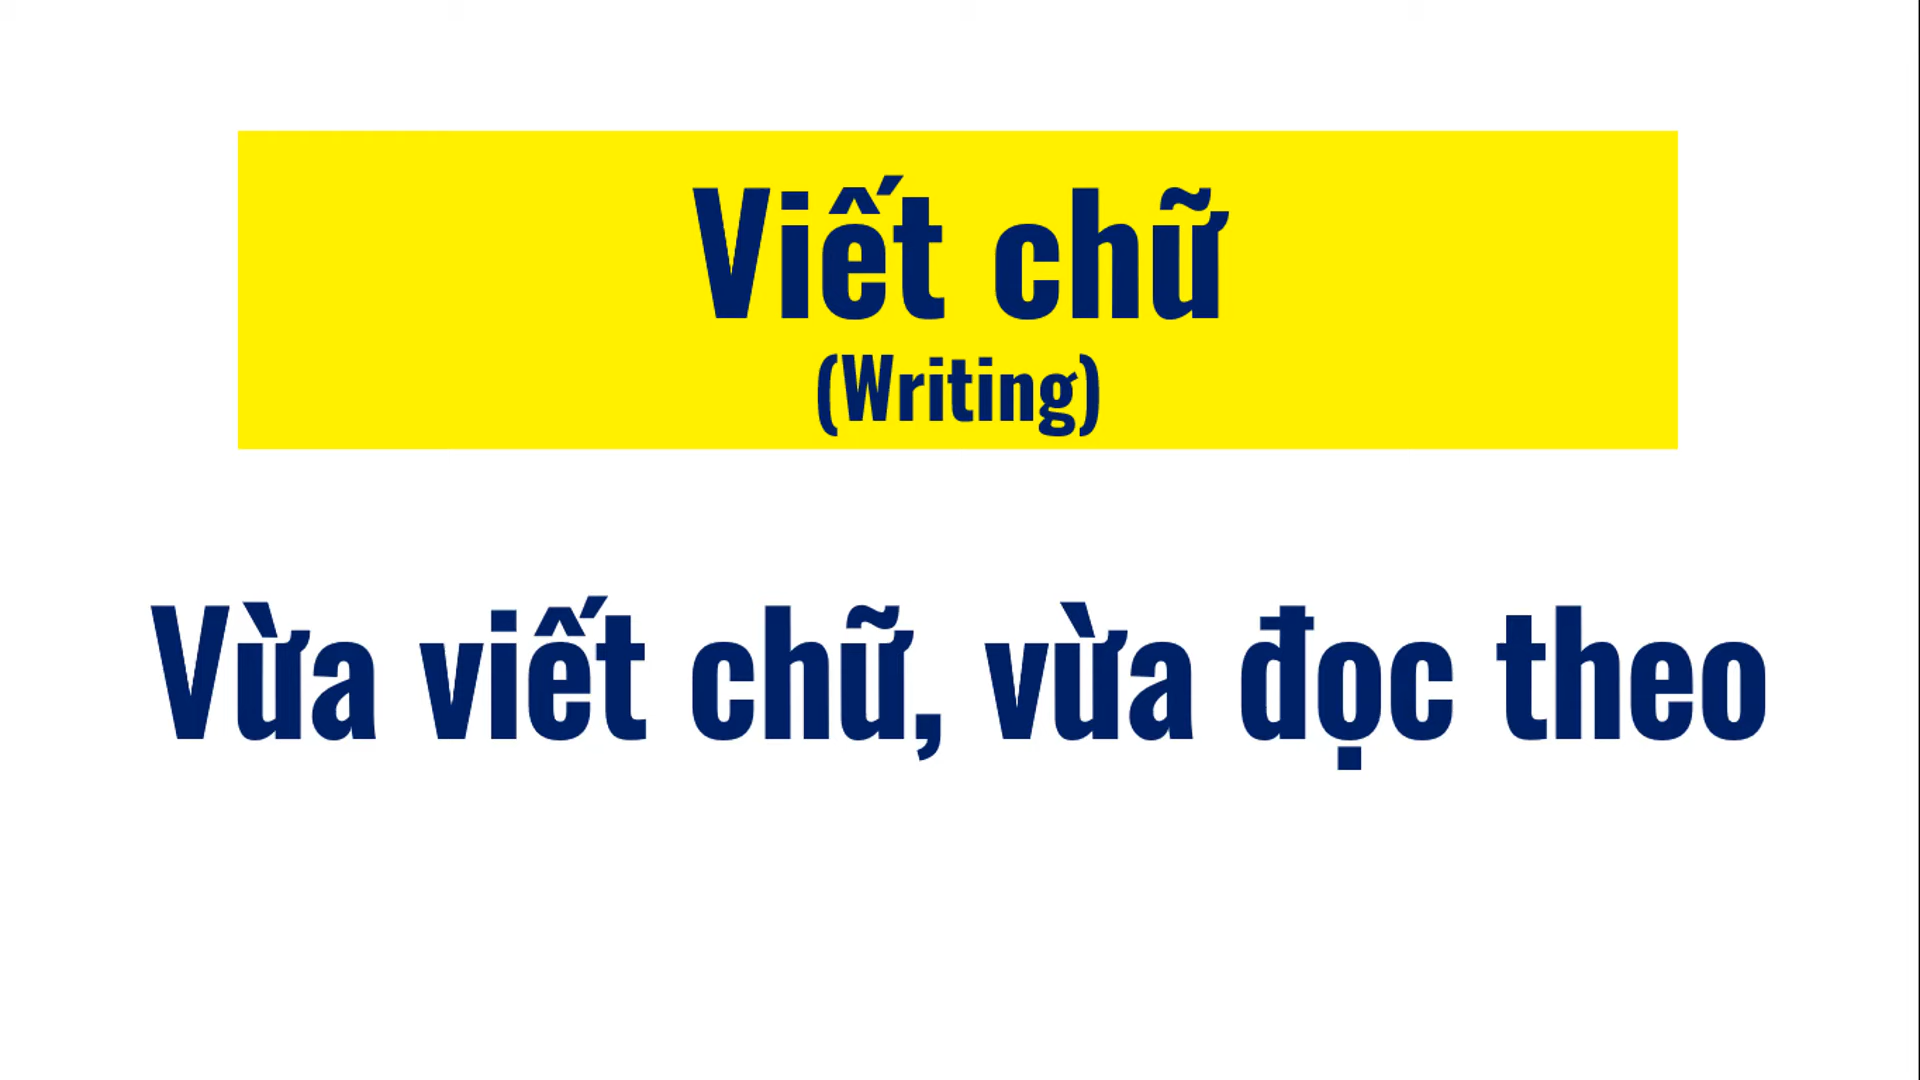 Viết chữ
(Writing)
Vừa viết chữ, vừa đọc theo